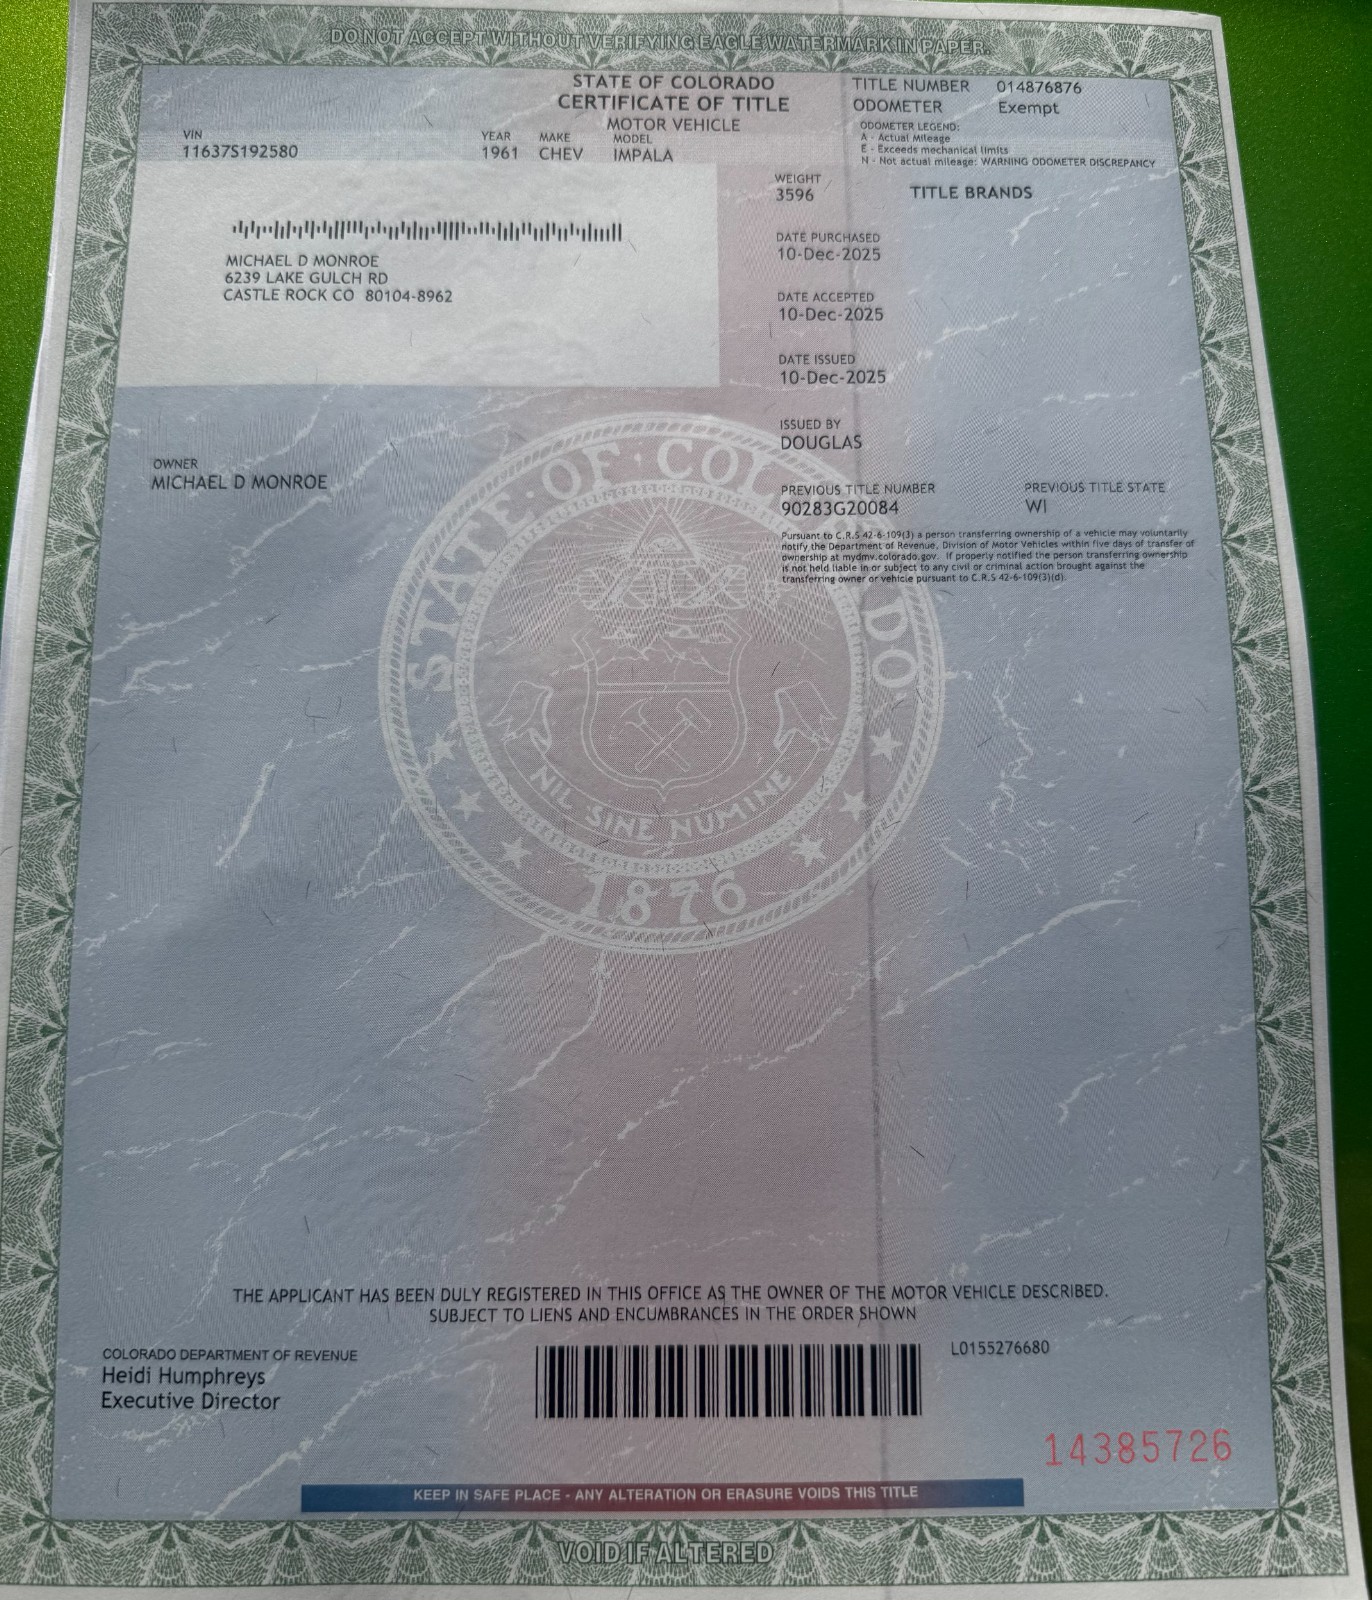 DO NOT ACCEPT WITHOUT VERIFYING EAGLE WATERMARK IN PAPER.
STATE OF COLORADO
CERTIFICATE OF TITLE
MOTOR VEHICLE
TITLE NUMBER 014876876
ODOMETER Exempt
ODOMETER LEGEND:
A - Actual Mileage
E - Exceeds mechanical limits
N - Not actual mileage: WARNING ODOMETER DISCREPANCY
VIN YEAR MAKE MODEL
11637S192580 1961 CHEV IMPALA
WEIGHT
3596
TITLE BRANDS
MICHAEL D MONROE
6239 LAKE GULCH RD
CASTLE ROCK CO 80104-8962
DATE PURCHASED
10-Dec-2025
DATE ACCEPTED
10-Dec-2025
DATE ISSUED
10-Dec-2025
ISSUED BY
DOUGLAS
OWNER
MICHAEL D MONROE
PREVIOUS TITLE NUMBER PREVIOUS TITLE STATE
90283G20084 WI
Pursuant to C.R.S 42-6-109(3) a person transferring ownership of a vehicle may voluntarily
notify the Department of Revenue, Division of Motor Vehicles within five days of transfer of
ownership at mydmv.colorado.gov. If properly notified the person transferring ownership
is not held liable in or subject to any civil or criminal action brought against the
transferring owner or vehicle pursuant to C.R.S 42-6-109(3)(d)
STATE OF COLORADO
NIL SINE NUMINE
1876
THE APPLICANT HAS BEEN DULY REGISTERED IN THIS OFFICE AS THE OWNER OF THE MOTOR VEHICLE DESCRIBED.
SUBJECT TO LIENS AND ENCUMBRANCES IN THE ORDER SHOWN
COLORADO DEPARTMENT OF REVENUE
Heidi Humphreys
Executive Director
L0155276680
14385726
KEEP IN SAFE PLACE - ANY ALTERATION OR ERASURE VOIDS THIS TITLE
VOID IF ALTERED